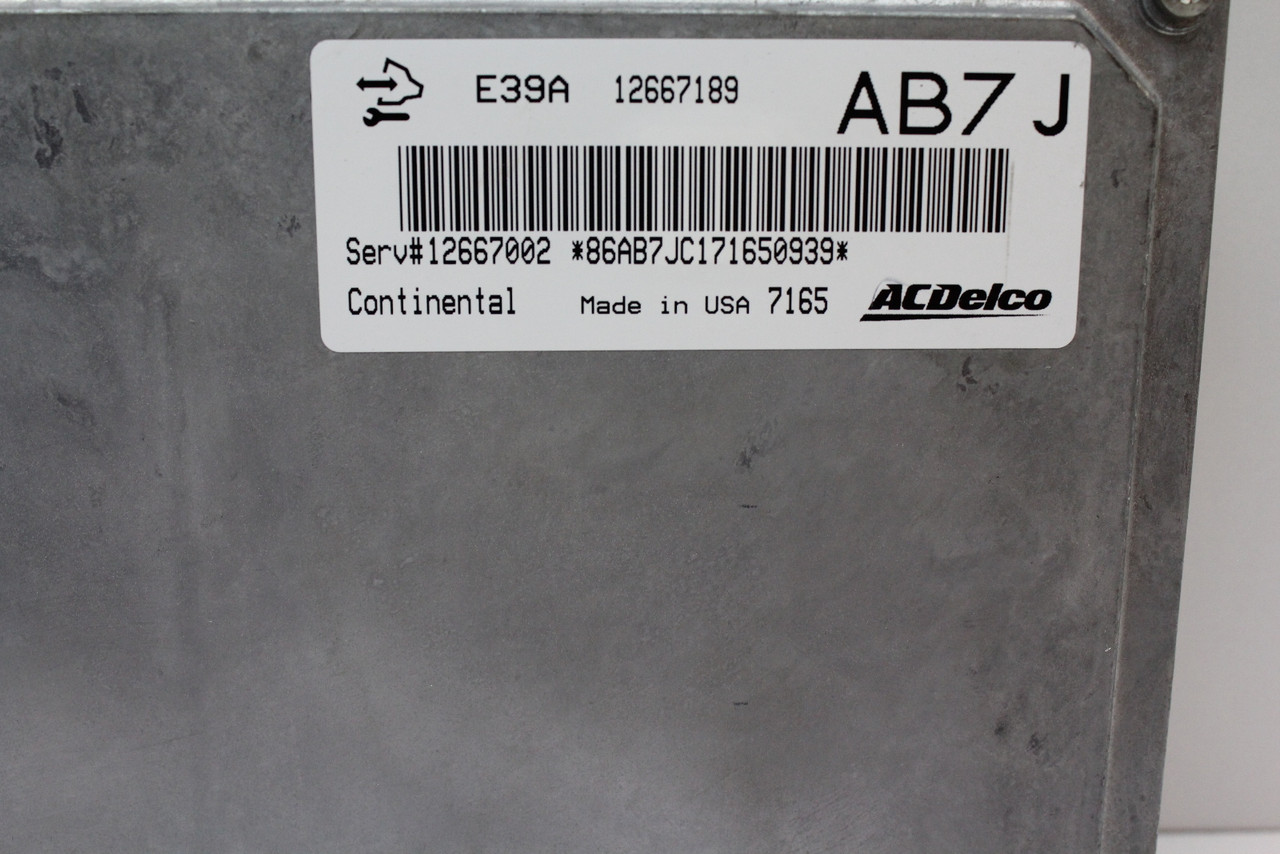 E39A 12667189 AB7 J
Serv#12667002 *86AB7JC171650939*
Continental Made in USA 7165 ACDelco